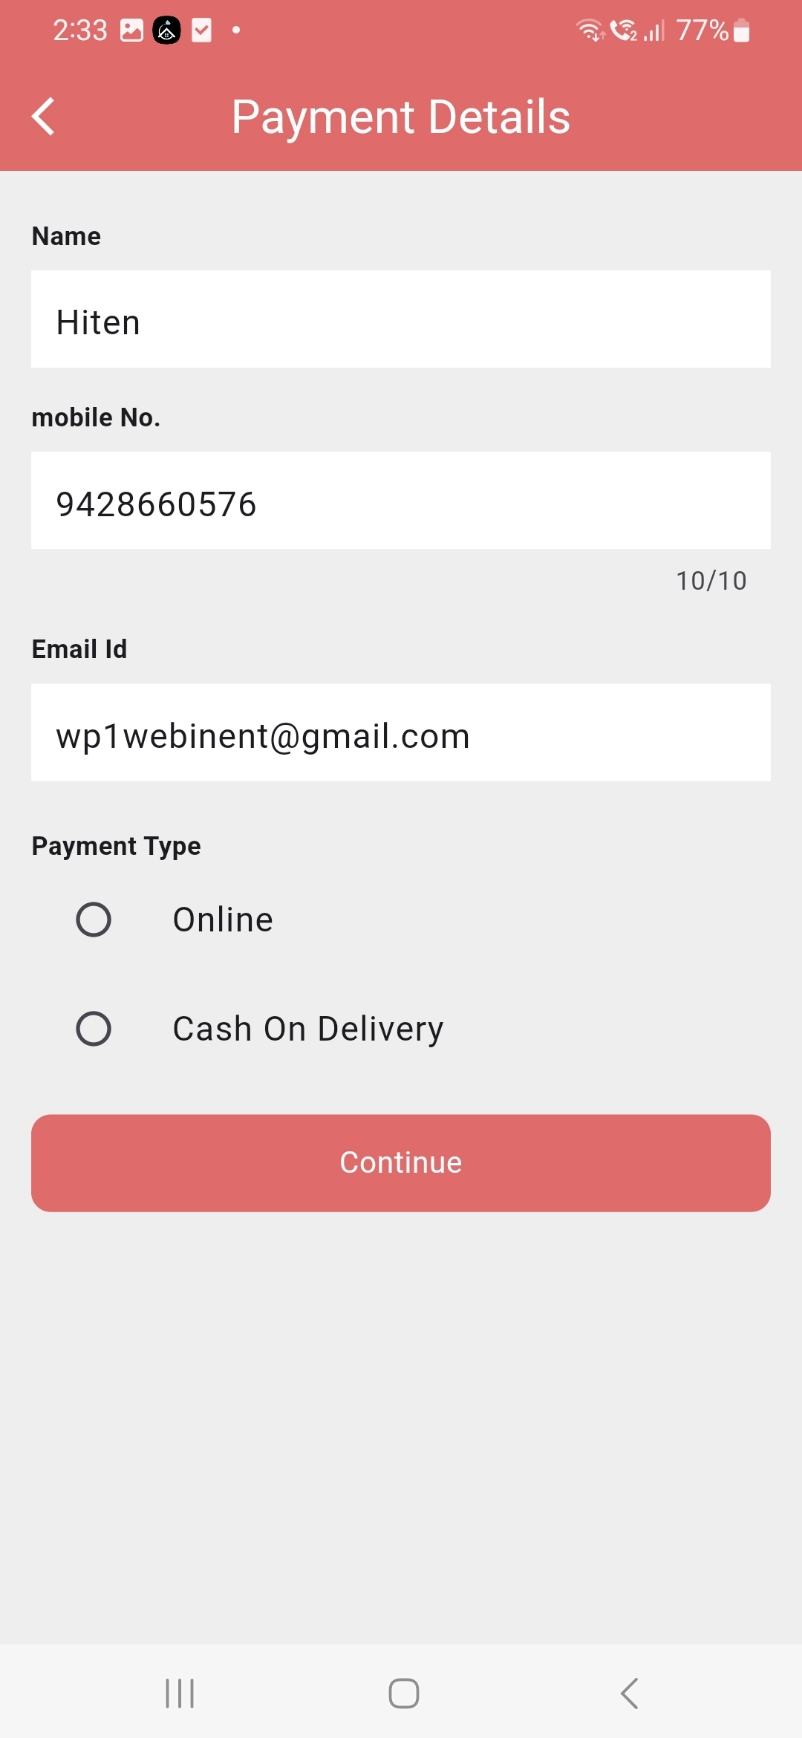 2:33
77%
Payment Details
Name
Hiten
mobile No.
9428660576
10/10
Email Id
wp1webinent@gmail.com
Payment Type
Online
Cash On Delivery
Continue